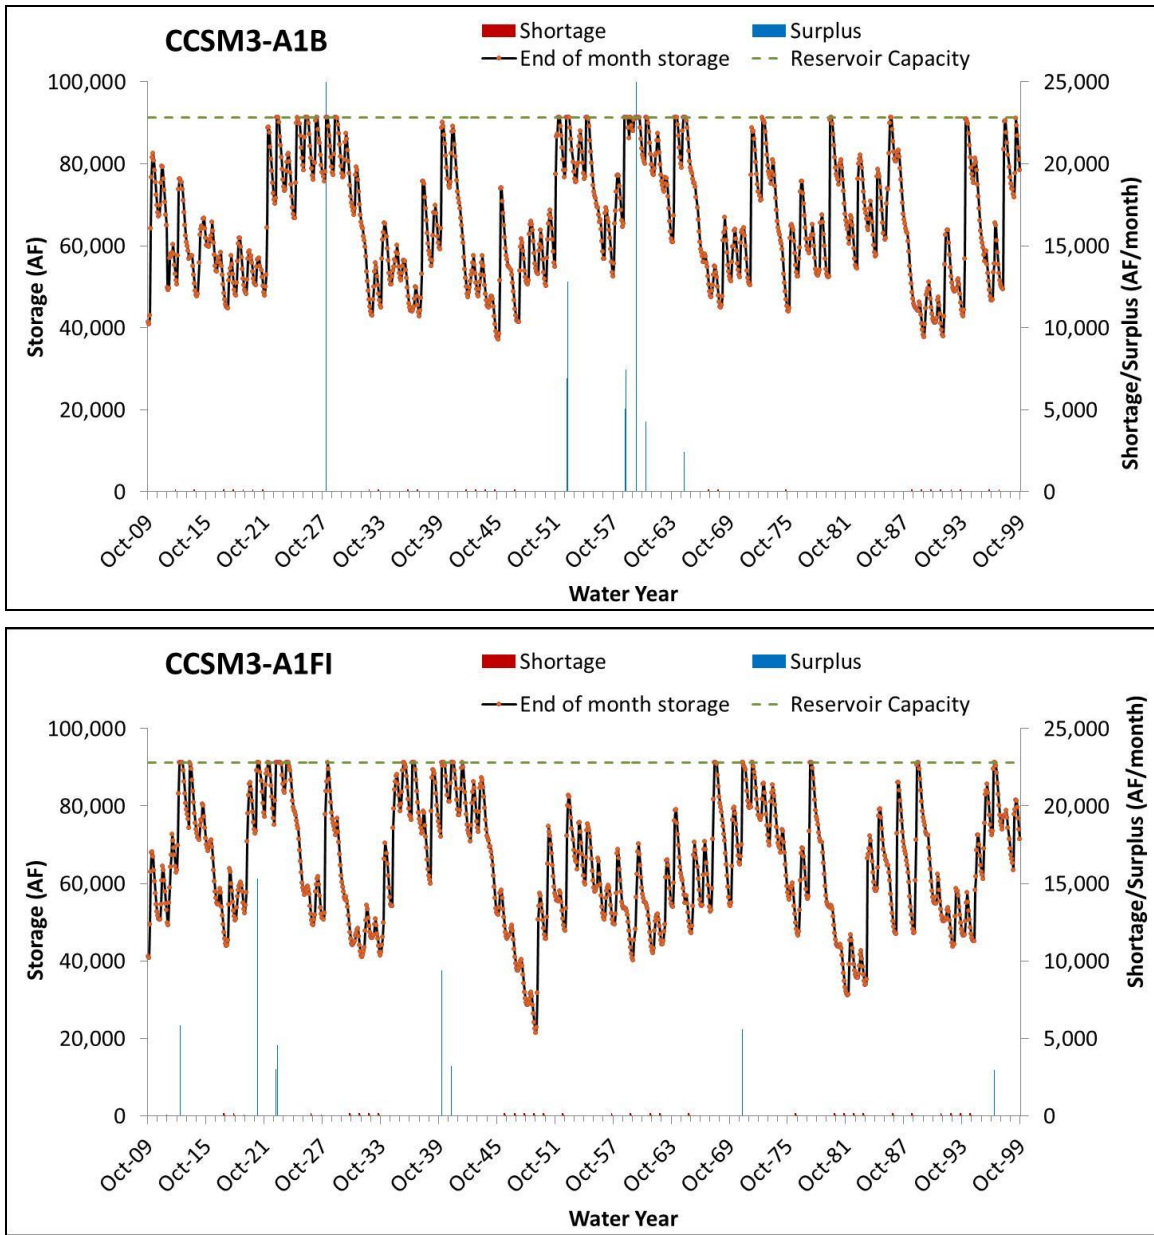 CCSM3-A1B
Shortage Surplus
End of month storage Reservoir Capacity
100,000 25,000
80,000 20,000
60,000 15,000
40,000 10,000
20,000 5,000
0 0
Storage (AF)
Shortage/Surplus (AF/month)
Oct-09 Oct-15 Oct-21 Oct-27 Oct-33 Oct-39 Oct-45 Oct-51 Oct-57 Oct-63 Oct-69 Oct-75 Oct-81 Oct-87 Oct-93 Oct-99
Water Year
CCSM3-A1FI
Shortage Surplus
End of month storage Reservoir Capacity
100,000 25,000
80,000 20,000
60,000 15,000
40,000 10,000
20,000 5,000
0 0
Storage (AF)
Shortage/Surplus (AF/month)
Oct-09 Oct-15 Oct-21 Oct-27 Oct-33 Oct-39 Oct-45 Oct-51 Oct-57 Oct-63 Oct-69 Oct-75 Oct-81 Oct-87 Oct-93 Oct-99
Water Year